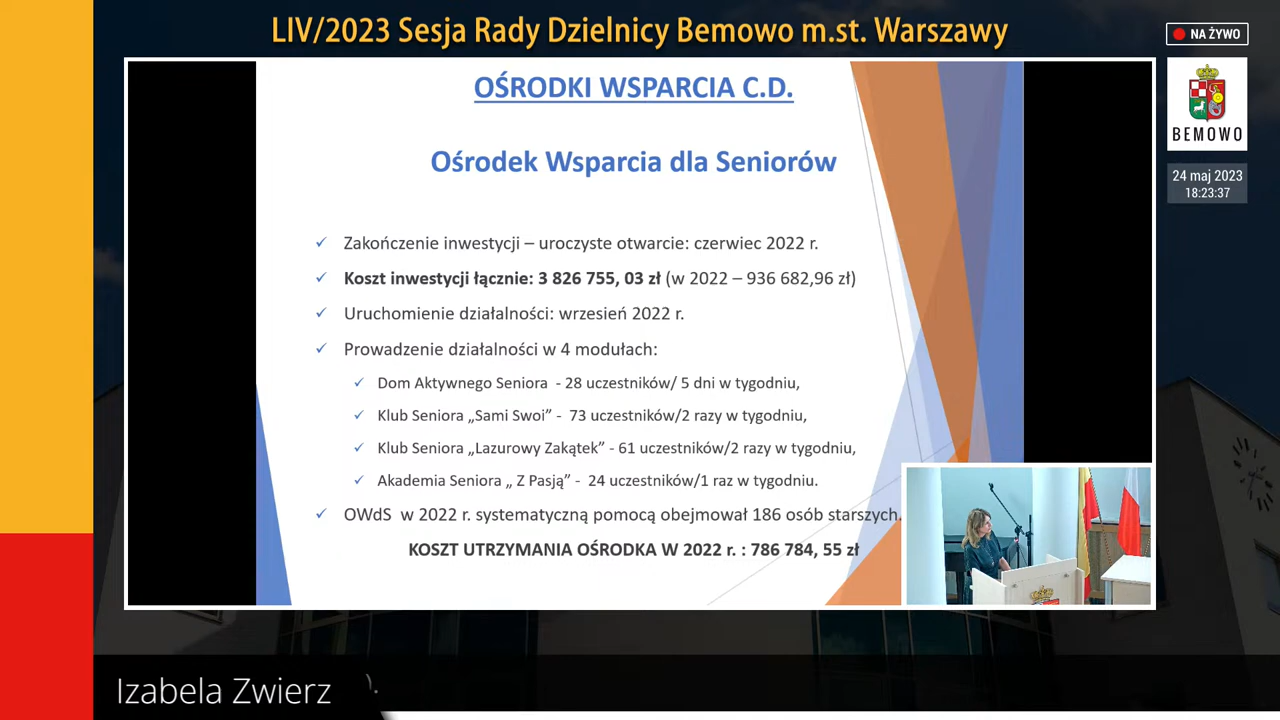 LIV/2023 Sesja Rady Dzielnicy Bemowo m.st. Warszawy
NA ŻYWO
BEMOWO
24 maj 2023
18:23:37
OŚRODKI WSPARCIA C.D.
Ośrodek Wsparcia dla Seniorów
Zakończenie inwestycji – uroczyste otwarcie: czerwiec 2022 r.
Koszt inwestycji łącznie: 3 826 755, 03 zł (w 2022 – 936 682,96 zł)
Uruchomienie działalności: wrzesień 2022 r.
Prowadzenie działalności w 4 modułach:
Dom Aktywnego Seniora - 28 uczestników/ 5 dni w tygodniu,
Klub Seniora „Sami Swoi” - 73 uczestników/2 razy w tygodniu,
Klub Seniora „Lazurowy Zakątek” - 61 uczestników/2 razy w tygodniu,
Akademia Seniora „ Z Pasją” - 24 uczestników/1 raz w tygodniu.
OWdS w 2022 r. systematyczną pomocą obejmował 186 osób starszych.
KOSZT UTRZYMANIA OŚRODKA W 2022 r. : 786 784, 55 zł
Izabela Zwierz